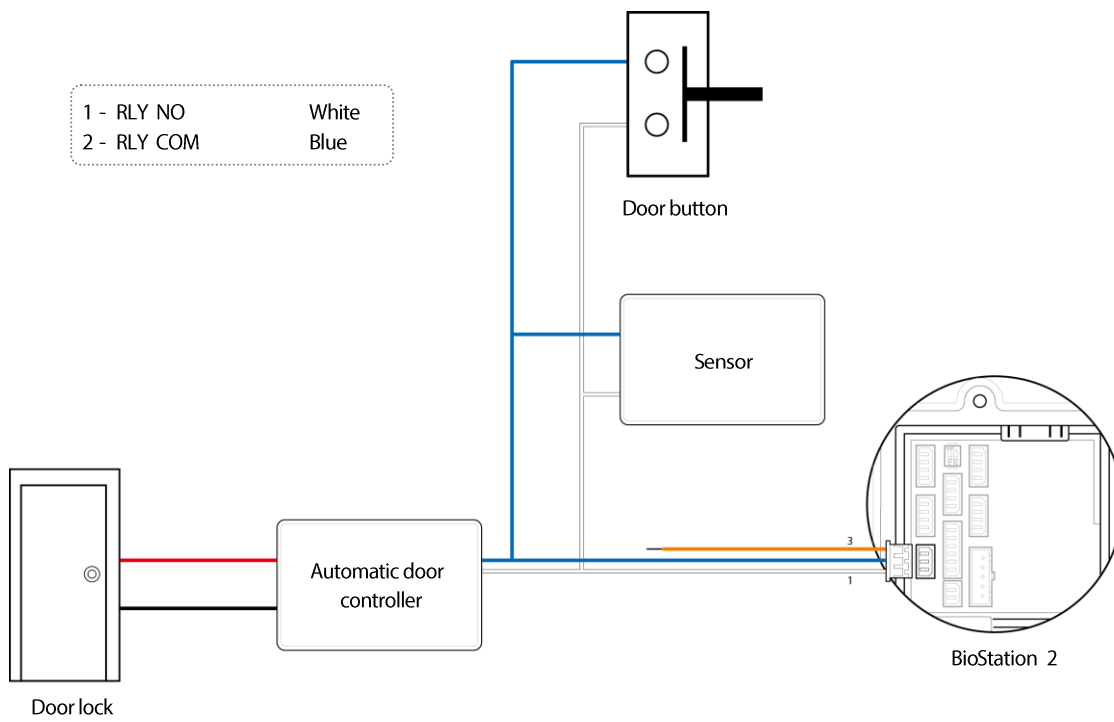 1 - RLY NO White
2 - RLY COM Blue
Door button
Sensor
3
Automatic door
controller
1
BioStation 2
Door lock